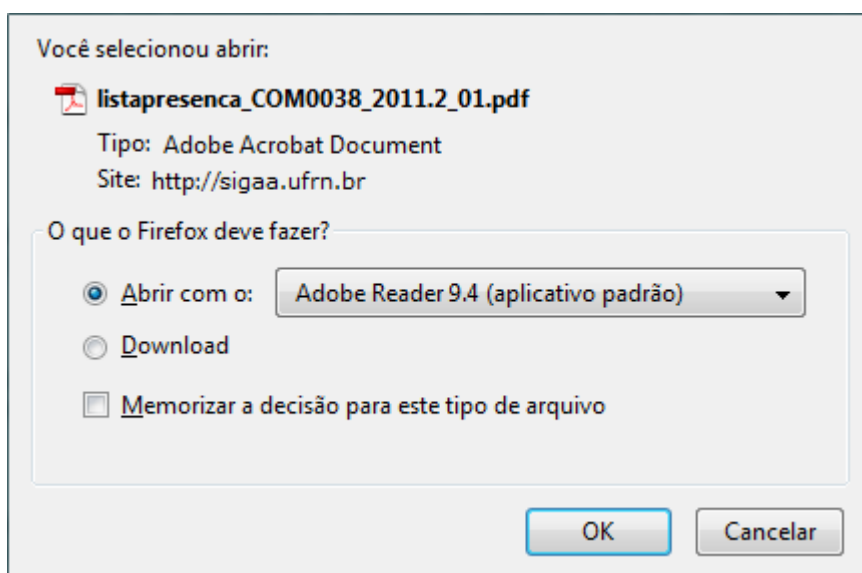 Você selecionou abrir:
listapresenca_COM0038_2011.2_01.pdf
Tipo: Adobe Acrobat Document
Site: http://sigaa.ufrn.br
O que o Firefox deve fazer?
Abrir com o: Adobe Reader 9.4 (aplicativo padrão)
Download
Memorizar a decisão para este tipo de arquivo
OK Cancelar